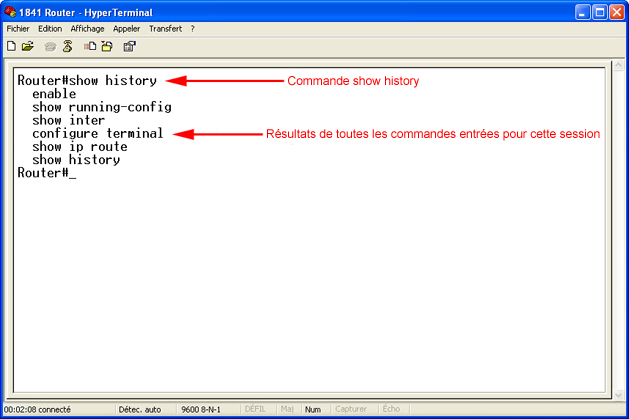 1841 Router - HyperTerminal
Fichier Edition Affichage Appeler Transfert ?
Router#show history
Commande show history
enable
show running-config
show inter
configure terminal
Résultats de toutes les commandes entrées pour cette session
show ip route
show history
Router#_
00:02:08 connecté Détec. auto 9600 8-N-1 DÉFIL Maj Num Capturer Écho